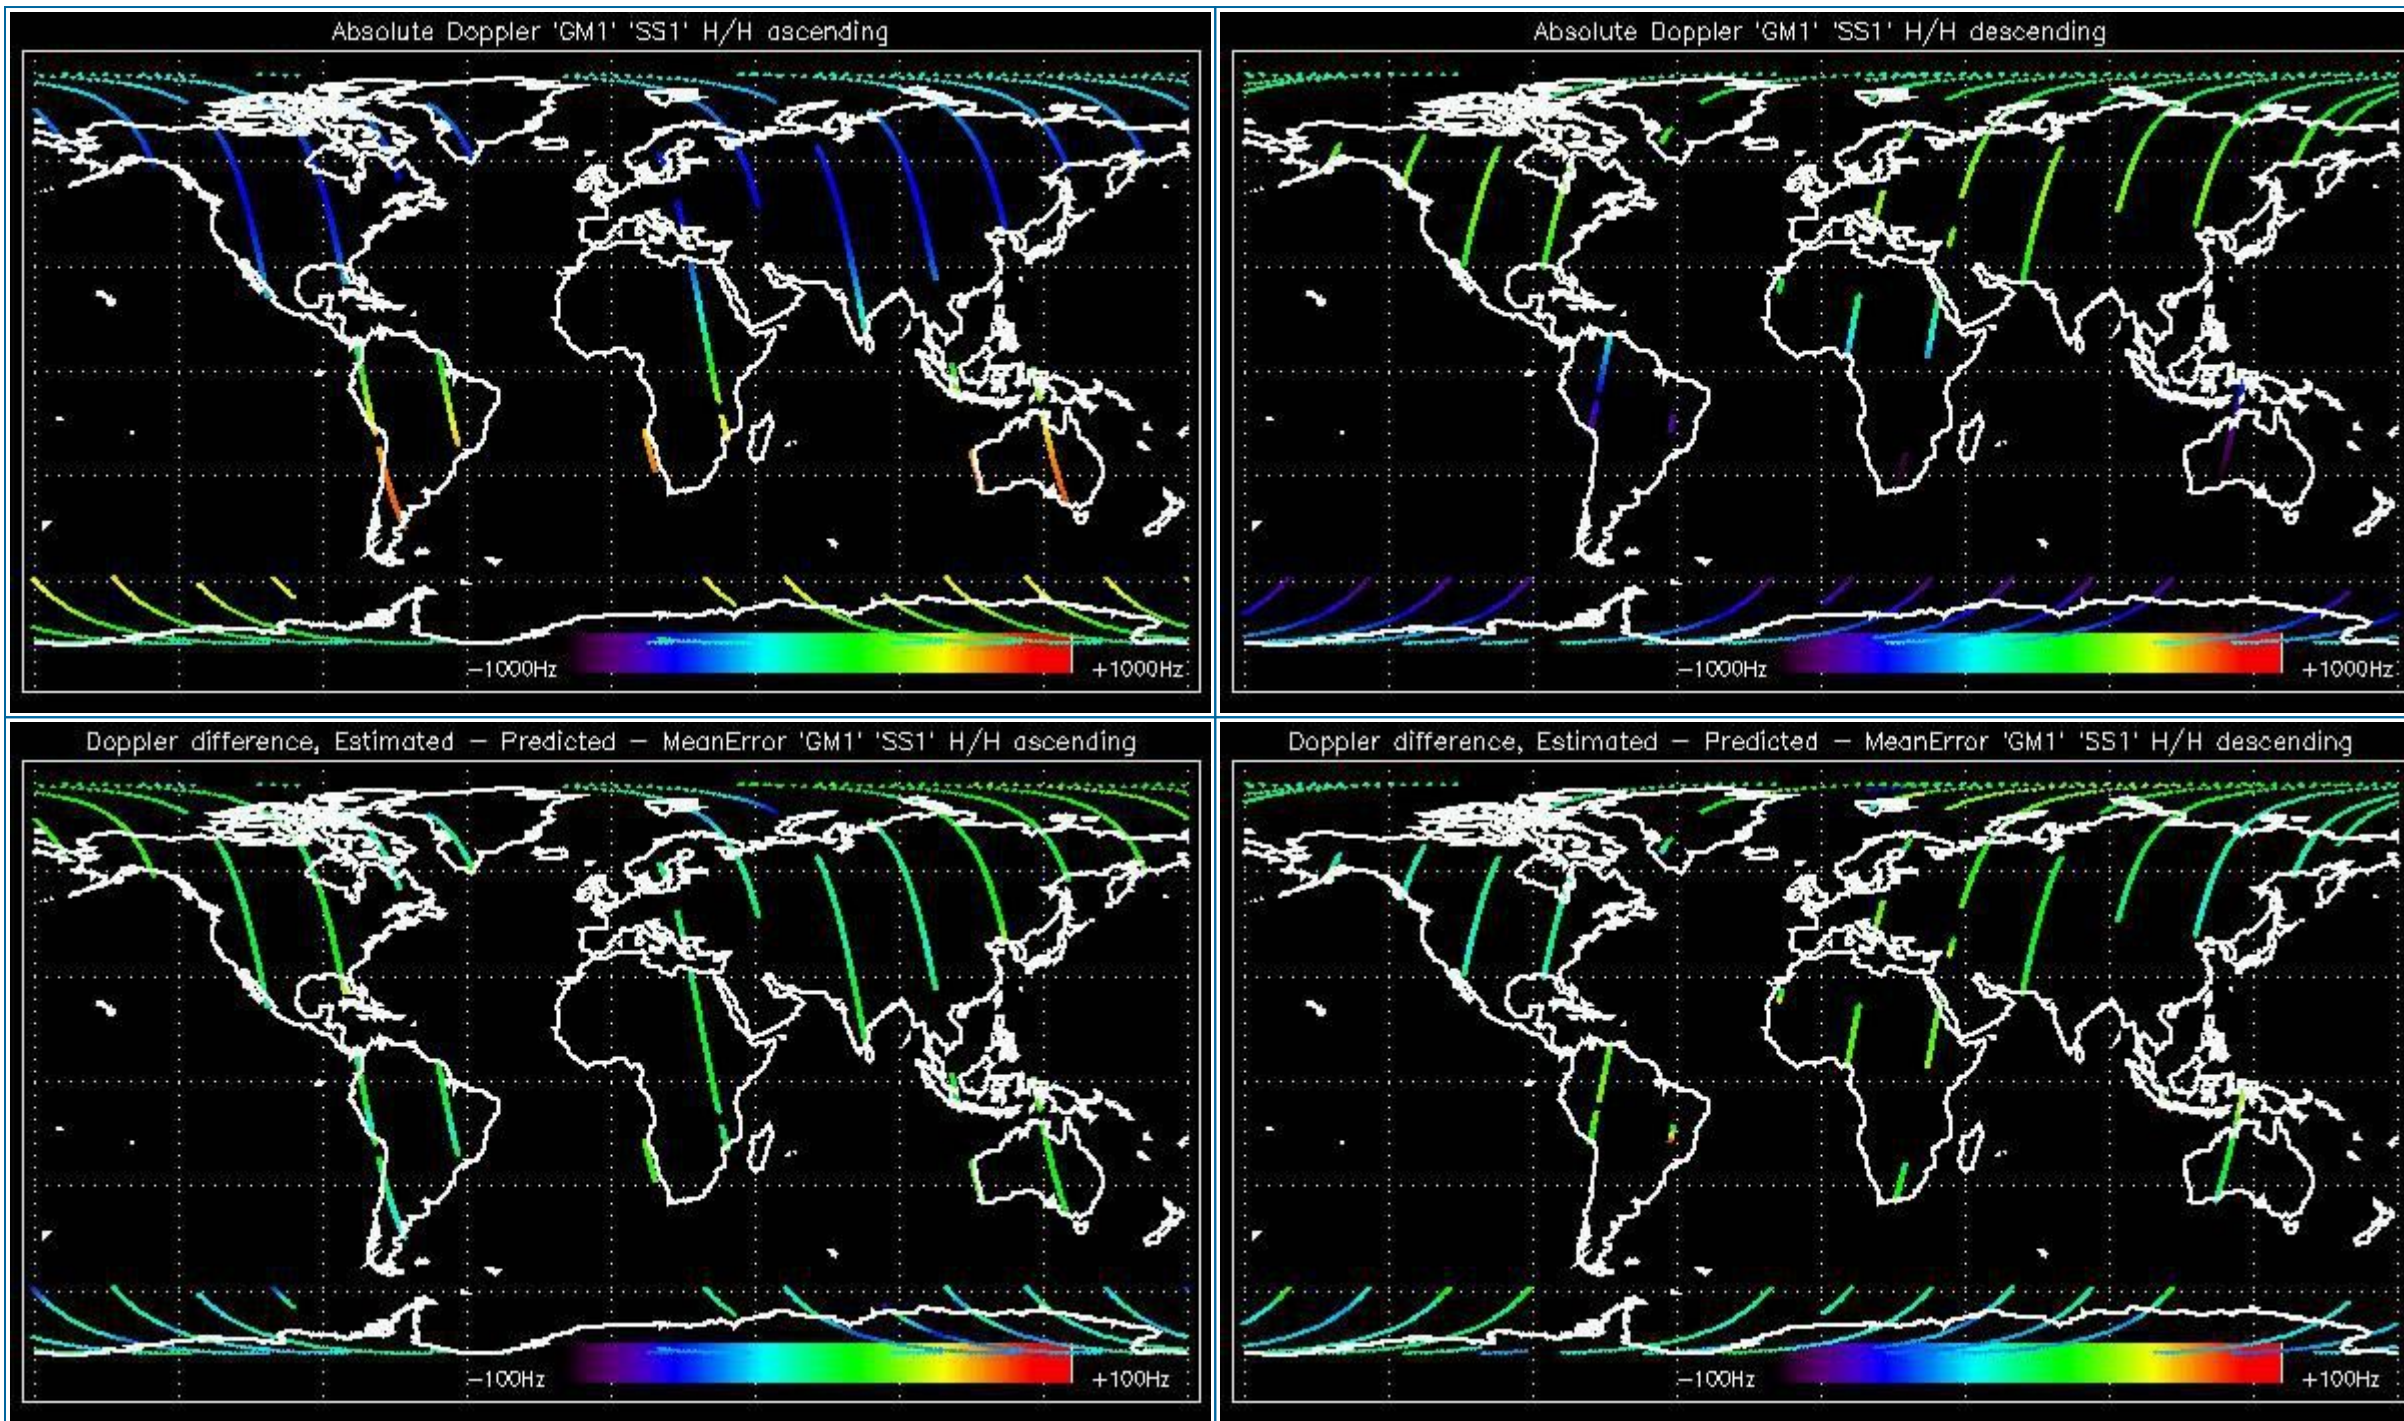 Absolute Doppler 'GM1' 'SS1' H/H ascending
−1000Hz
+1000Hz
Absolute Doppler 'GM1' 'SS1' H/H descending
−1000Hz
+1000Hz
Doppler difference, Estimated − Predicted − MeanError 'GM1' 'SS1' H/H ascending
−100Hz
+100Hz
Doppler difference, Estimated − Predicted − MeanError 'GM1' 'SS1' H/H descending
−100Hz
+100Hz